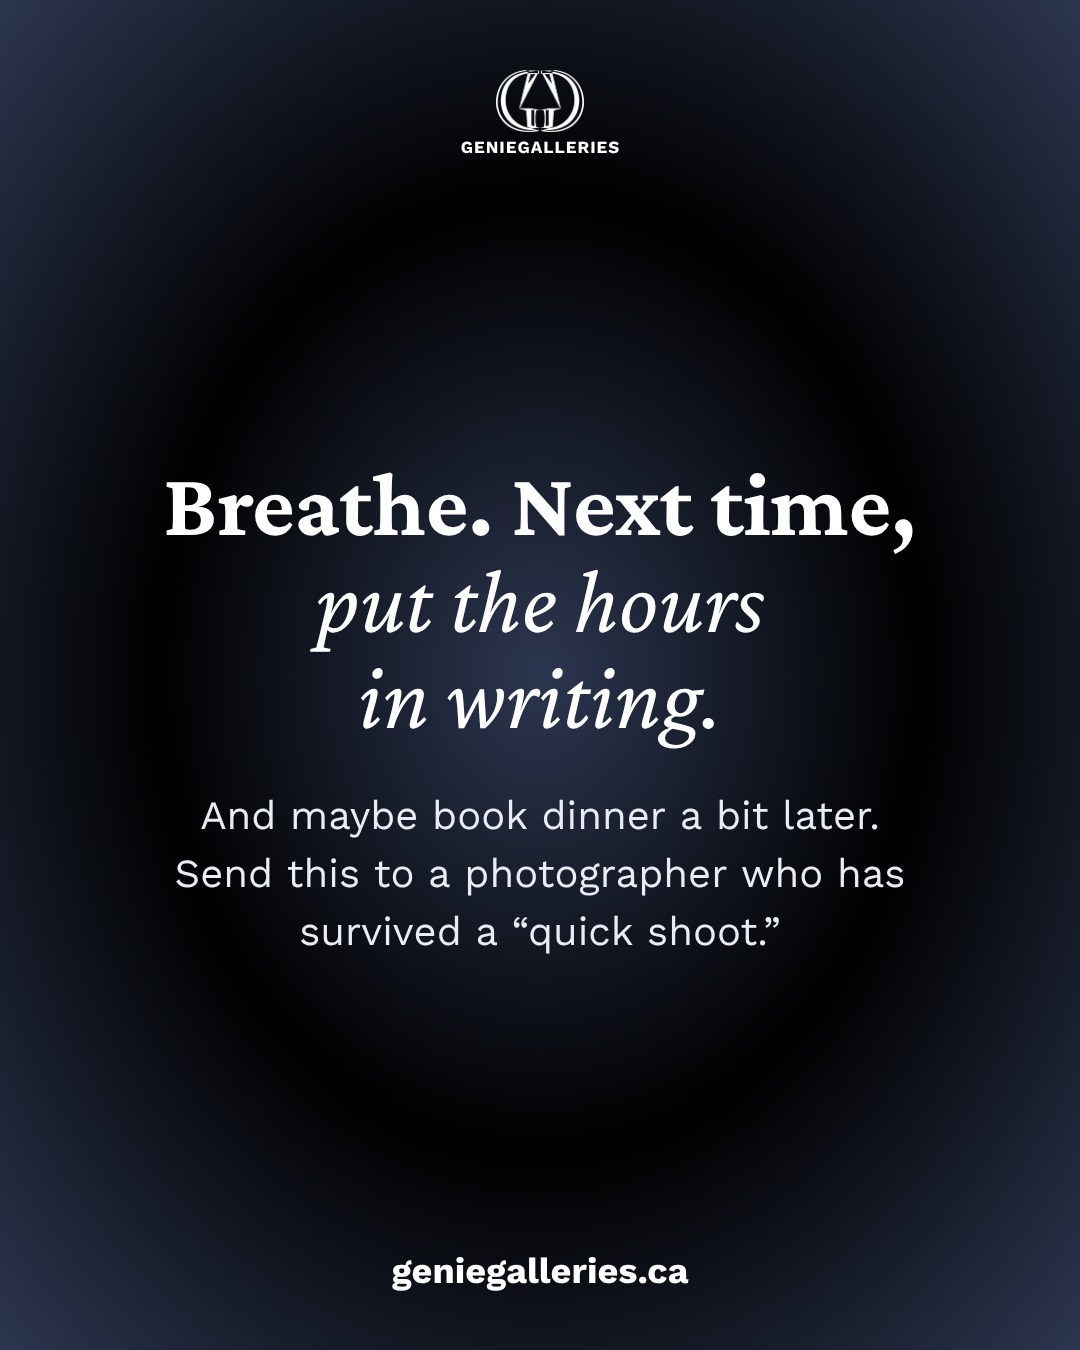 GENIEGALLERIES
Breathe. Next time,
put the hours
in writing.
And maybe book dinner a bit later.
Send this to a photographer who has
survived a “quick shoot.”
geniegalleries.ca